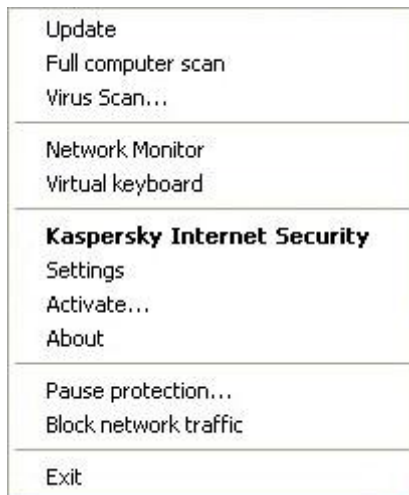 Update
Full computer scan
Virus Scan...
Network Monitor
Virtual keyboard
Kaspersky Internet Security
Settings
Activate...
About
Pause protection...
Block network traffic
Exit